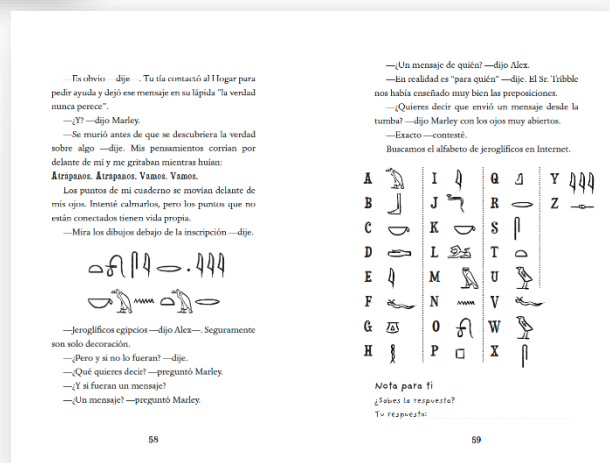 —Es obvio —dije—. Tu tía contactó al Hogar para
pedir ayuda y dejó ese mensaje en su lápida "la verdad
nunca perece".
—¿Y? —dijo Marley.
—Se murió antes de que se descubriera la verdad
sobre algo —dije. Mis pensamientos corrían por
delante de mí y me gritaban mientras huían:
Atrápanos. Atrápanos. Vamos. Vamos.
Los puntos de mi cuaderno se movían delante de
mis ojos. Intenté calmarlos, pero los puntos que no
están conectados tienen vida propia.
—Mira los dibujos debajo de la inscripción —dije.
—Jeroglíficos egipcios —dijo Alex—. Seguramente
son solo decoración.
—¿Pero y si no lo fueran? —dije.
—¿Qué quieres decir? —preguntó Marley.
—¿Y si fueran un mensaje?
—¿Un mensaje? —preguntó Marley.
58
—¿Un mensaje de quién? —dijo Alex.
—En realidad es "para quién" —dije. El Sr. Tribble
nos había enseñado muy bien las preposiciones.
—¿Quieres decir que envió un mensaje desde la
tumba? —dijo Marley con los ojos muy abiertos.
—Exacto —contesté.
Buscamos el alfabeto de jeroglíficos en Internet.
A I Q Y
B J R Z
C K S
D L T
E M U
F N V
G O W
H P X
Nota para ti
¿Sabes la respuesta?
Tu respuesta:
59